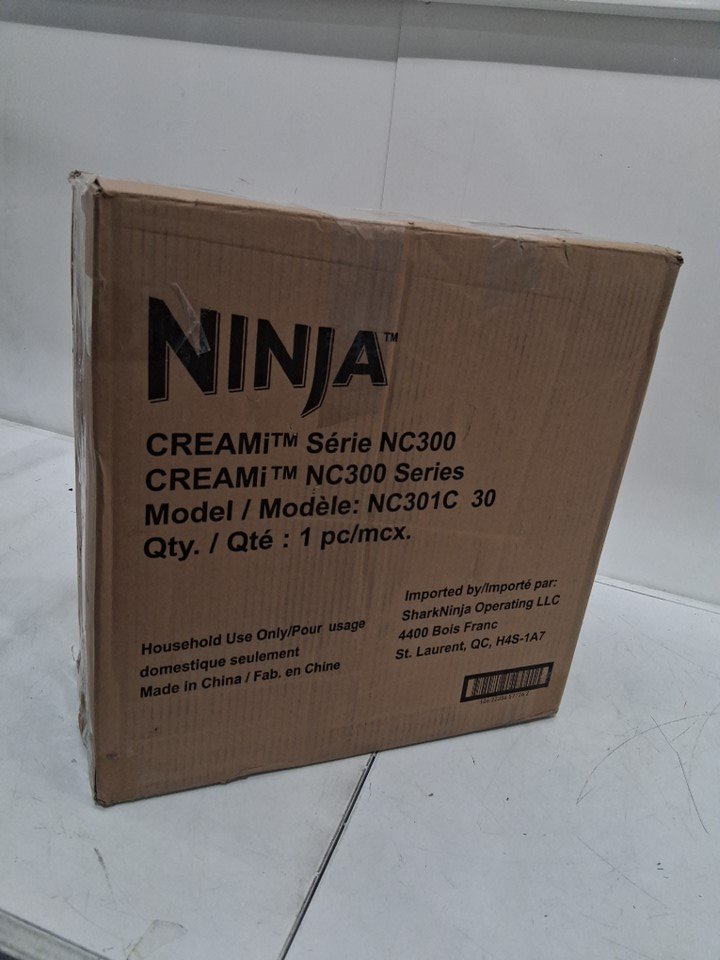 NINJA™
CREAMi™ Série NC300
CREAMi™ NC300 Series
Model / Modèle: NC301C 30
Qty. / Qté : 1 pc/mcx.
Household Use Only/Pour usage
domestique seulement
Made in China / Fab. en Chine
Imported by/Importé par:
SharkNinja Operating LLC
4400 Bois Franc
St. Laurent, QC, H4S-1A7